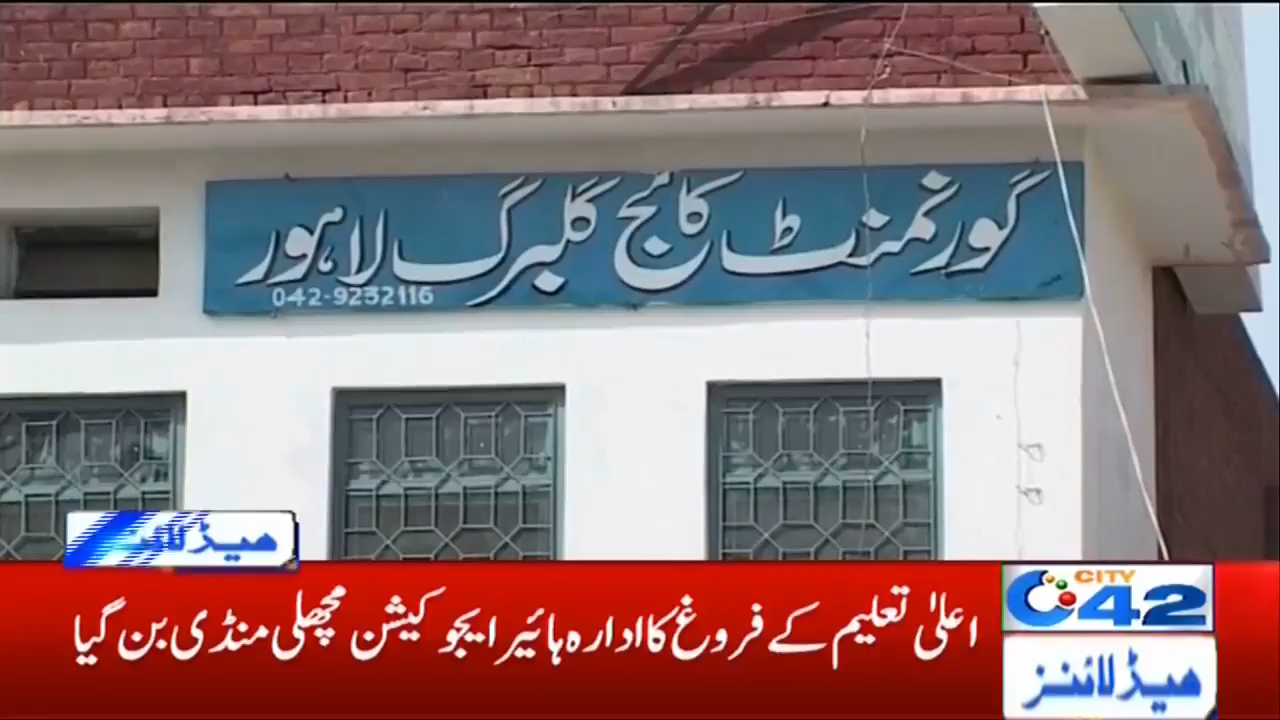 گورنمنٹ کالج گلبرگ لاہور
042-9232116
ہیڈلائنز
اعلیٰ تعلیم کے فروغ کا ادارہ ہائیر ایجوکیشن مچھلی منڈی بن گیا
CITY
42
ہیڈلائنز